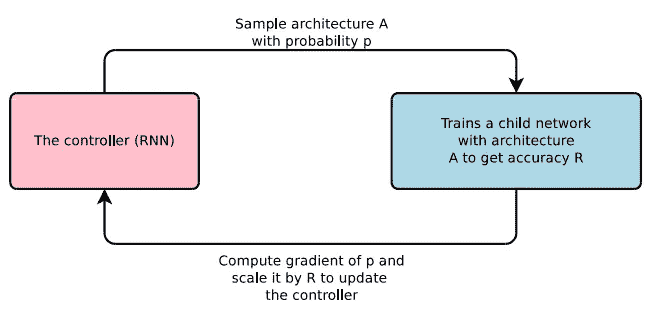 Sample architecture A
with probability p
The controller (RNN)
Trains a child network
with architecture
A to get accuracy R
Compute gradient of p and
scale it by R to update
the controller